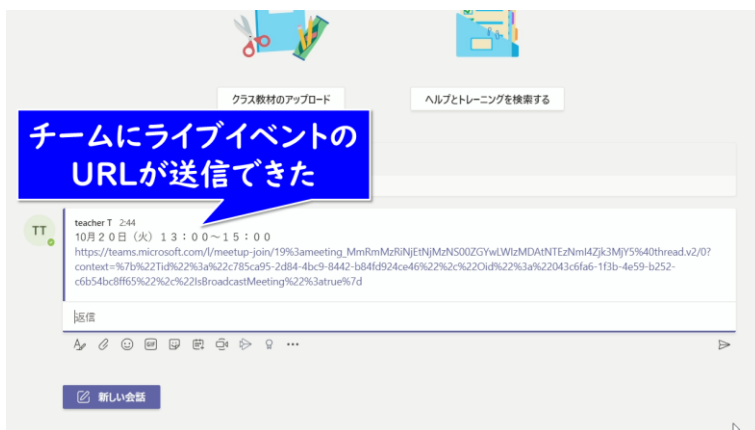 クラス教材のアップロード
ヘルプとトレーニングを検索する
チームにライブイベントの
URLが送信できた
TT
teacher T 2:44
10月20日（火）13：00～15：00
https://teams.microsoft.com/l/meetup-join/19%3ameeting_MmRmMzRiNjEtNjMzNS00ZGYwLWIzMDAtNTEzNmI4Zjk3MjY5%40thread.v2/0?
context=%7b%22Tid%22%3a%22c785ca95-2d84-4bc9-8442-b84fd924ce46%22%2c%22Oid%22%3a%22043c6fa6-1f3b-4e59-b252-
c6b54bc8ff65%22%2c%22IsBroadcastMeeting%22%3atrue%7d
返信
GIF
新しい会話